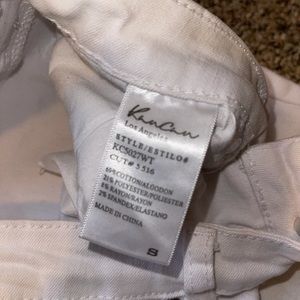 KanCan
Los Angeles
STYLE/ESTILO#
KC5027WT
CUT# 5516
69%COTTON/ALGODON
21%POLYESTER/POLIESTER
8%RAYON/RAYON
2%SPANDEX/ELASTANO
MADE IN CHINA
S